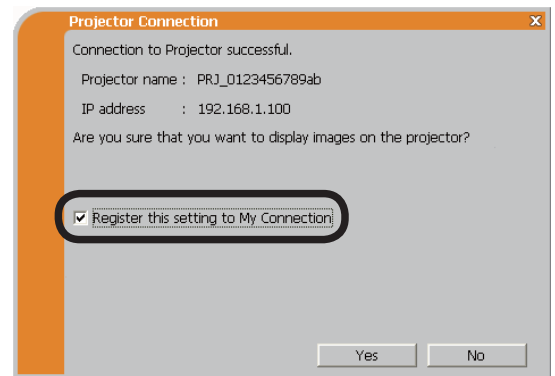 Projector Connection X
Connection to Projector successful.
Projector name : PRJ_0123456789ab
IP address : 192.168.1.100
Are you sure that you want to display images on the projector?
Register this setting to My Connection
Yes No